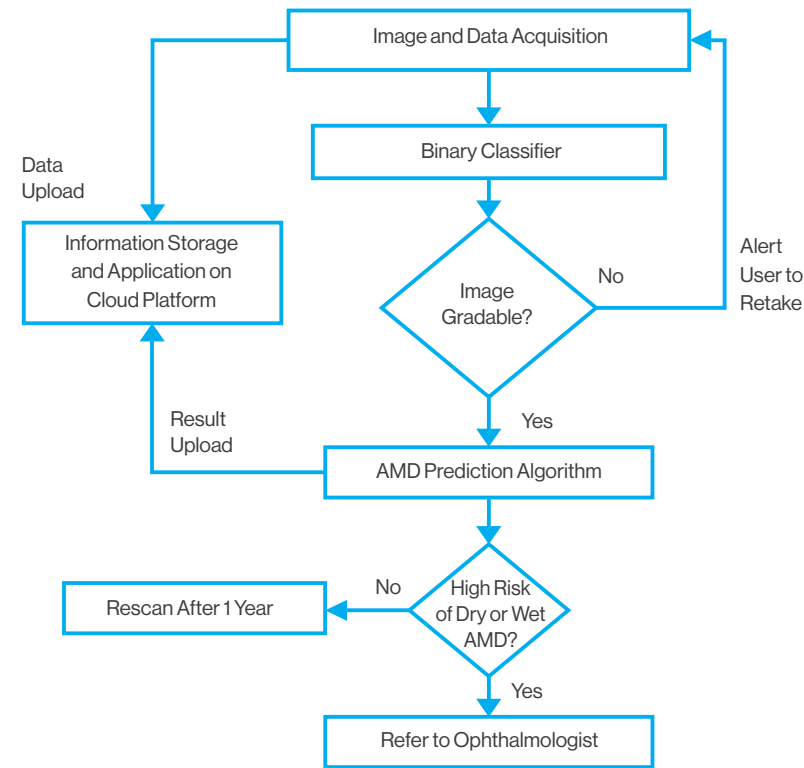 Image and Data Acquisition
Binary Classifier
Data
Upload
Information Storage
and Application on
Cloud Platform
Image
Gradable?
No
Alert
User to
Retake
Yes
Result
Upload
AMD Prediction Algorithm
High Risk
of Dry or Wet
AMD?
No
Rescan After 1 Year
Yes
Refer to Ophthalmologist